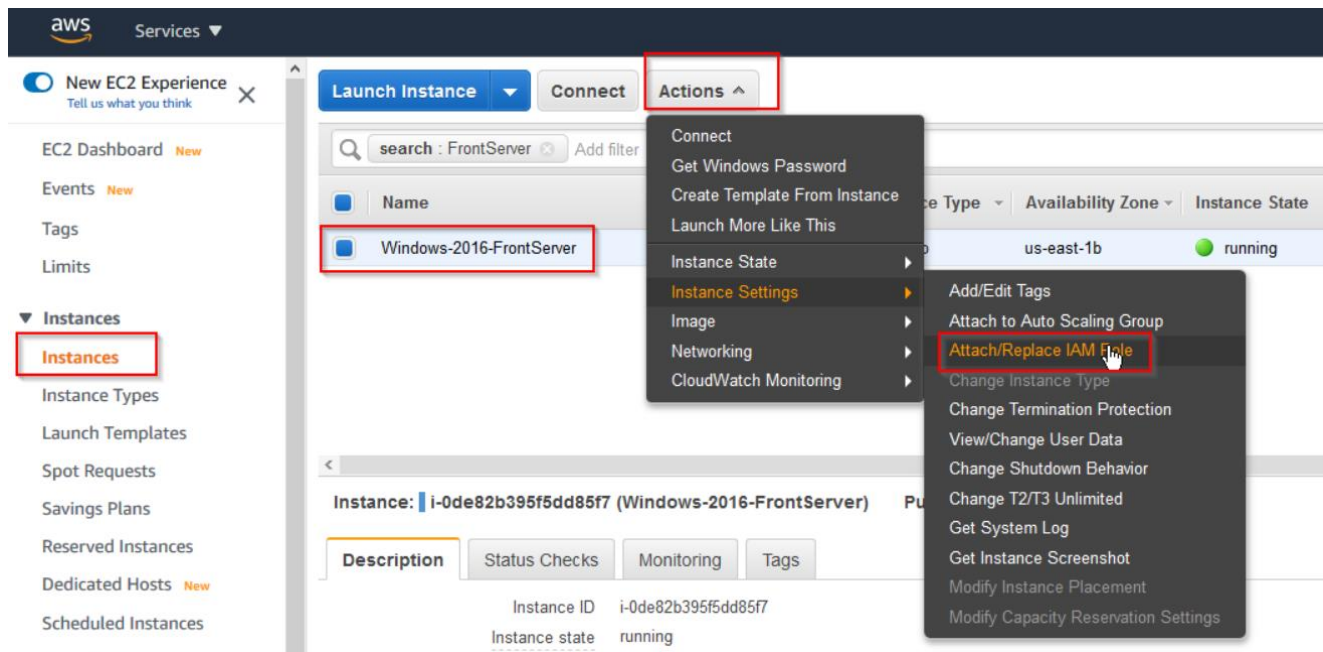 aws Services ▼
New EC2 Experience
Tell us what you think
EC2 Dashboard New
Events New
Tags
Limits
Instances
Instances
Instance Types
Launch Templates
Spot Requests
Savings Plans
Reserved Instances
Dedicated Hosts New
Scheduled Instances
Launch Instance Connect Actions
search : FrontServer Add filter
Name Type Availability Zone Instance State
Windows-2016-FrontServer us-east-1b running
Connect
Get Windows Password
Create Template From Instance
Launch More Like This
Instance State
Instance Settings
Image
Networking
CloudWatch Monitoring
Add/Edit Tags
Attach to Auto Scaling Group
Attach/Replace IAM Role
Change Instance Type
Change Termination Protection
View/Change User Data
Change Shutdown Behavior
Change T2/T3 Unlimited
Get System Log
Get Instance Screenshot
Modify Instance Placement
Modify Capacity Reservation Settings
Instance: i-0de82b395f5dd85f7 (Windows-2016-FrontServer)
Description Status Checks Monitoring Tags
Instance ID i-0de82b395f5dd85f7
Instance state running